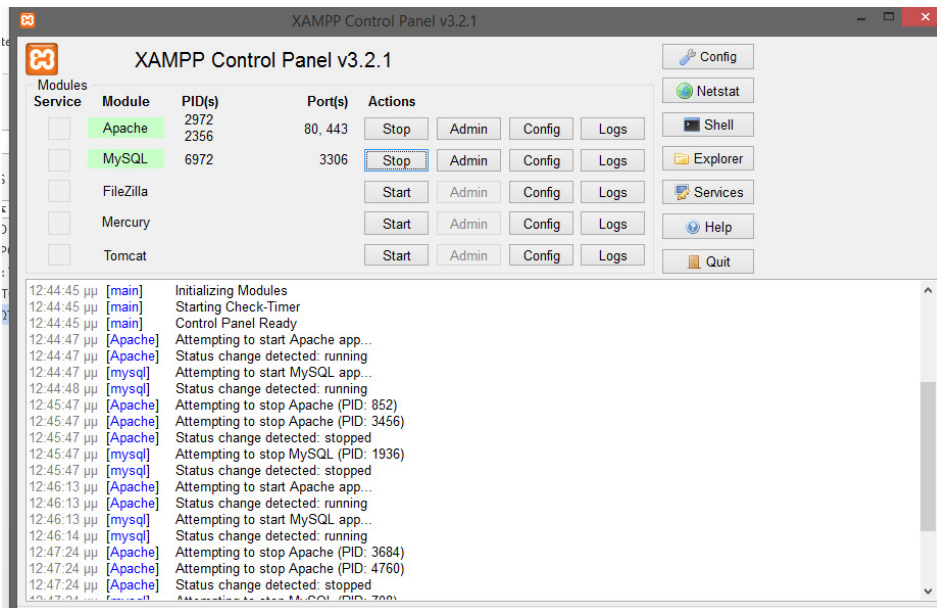 XAMPP Control Panel v3.2.1
XAMPP Control Panel v3.2.1
Config
Modules
Service Module PID(s) Port(s) Actions
Netstat
Apache 2972 2356 80, 443 Stop Admin Config Logs
Shell
MySQL 6972 3306 Stop Admin Config Logs
Explorer
FileZilla Start Admin Config Logs
Services
Mercury Start Admin Config Logs
Help
Tomcat Start Admin Config Logs
Quit
12:44:45 μμ [main] Initializing Modules
12:44:45 μμ [main] Starting Check-Timer
12:44:45 μμ [main] Control Panel Ready
12:44:47 μμ [Apache] Attempting to start Apache app...
12:44:47 μμ [Apache] Status change detected: running
12:44:47 μμ [mysql] Attempting to start MySQL app...
12:44:48 μμ [mysql] Status change detected: running
12:45:47 μμ [Apache] Attempting to stop Apache (PID: 852)
12:45:47 μμ [Apache] Attempting to stop Apache (PID: 3456)
12:45:47 μμ [Apache] Status change detected: stopped
12:45:47 μμ [mysql] Attempting to stop MySQL (PID: 1936)
12:45:47 μμ [mysql] Status change detected: stopped
12:46:13 μμ [Apache] Attempting to start Apache app...
12:46:13 μμ [Apache] Status change detected: running
12:46:13 μμ [mysql] Attempting to start MySQL app...
12:46:14 μμ [mysql] Status change detected: running
12:47:24 μμ [Apache] Attempting to stop Apache (PID: 3684)
12:47:24 μμ [Apache] Attempting to stop Apache (PID: 4760)
12:47:24 μμ [Apache] Status change detected: stopped
12:47:24 μμ [mysql] Attempting to stop MySQL (PID: 708)